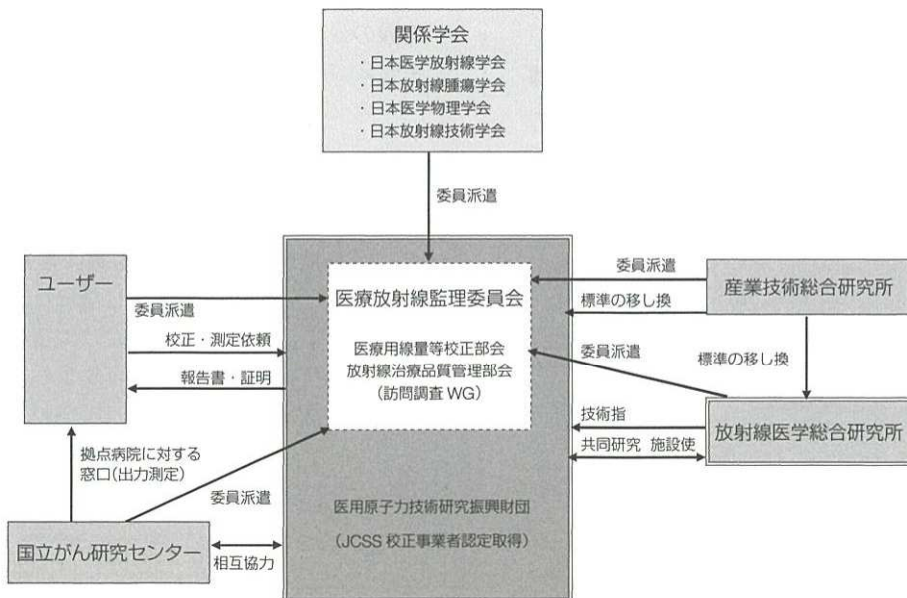 関係学会
・日本医学放射線学会
・日本放射線腫瘍学会
・日本医学物理学会
・日本放射線技術学会
委員派遣
ユーザー
委員派遣
校正・測定依頼
報告書・証明
医療放射線監理委員会
医療用線量等校正部会
放射線治療品質管理部会
(訪問調査 WG)
委員派遣
標準の移し換
委員派遣
産業技術総合研究所
標準の移し換
技術指
共同研究 施設使
放射線医学総合研究所
拠点病院に対する
窓口(出力測定)
委員派遣
国立がん研究センター
相互協力
医用原子力技術研究振興財団
(JCSS 校正事業者認定取得)